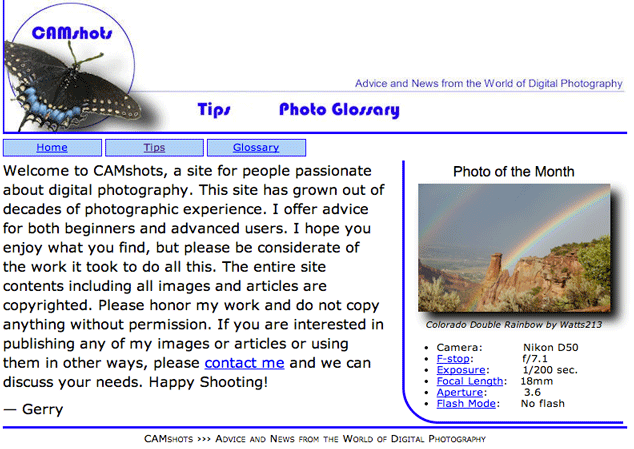 CAMshots
Advice and News from the World of Digital Photography
Tips Photo Glossary
Home Tips Glossary
Welcome to CAMshots, a site for people passionate
about digital photography. This site has grown out of
decades of photographic experience. I offer advice
for both beginners and advanced users. I hope you
enjoy what you find, but please be considerate of
the work it took to do all this. The entire site
contents including all images and articles are
copyrighted. Please honor my work and do not copy
anything without permission. If you are interested in
publishing any of my images or articles or using
them in other ways, please contact me and we can
discuss your needs. Happy Shooting!
— Gerry
Photo of the Month
Colorado Double Rainbow by Watts213
• Camera: Nikon D50
• F-stop: f/7.1
• Exposure: 1/200 sec.
• Focal Length: 18mm
• Aperture: 3.6
• Flash Mode: No flash
CAMSHOTS >>> ADVICE AND NEWS FROM THE WORLD OF DIGITAL PHOTOGRAPHY